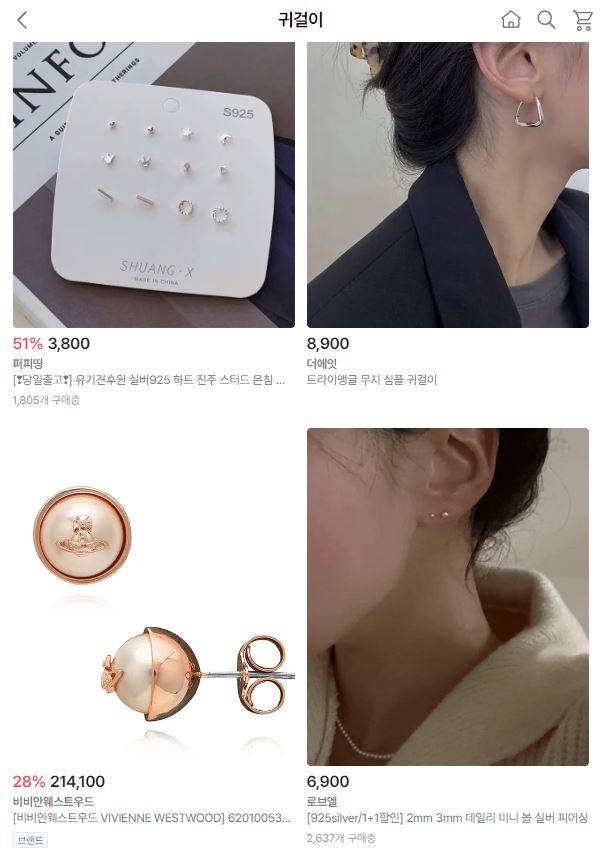 귀걸이
VOLUME
INFO
A GU
THERINGS
S925
SHUANG · X
MADE IN CHINA
51% 3,800
퍼피띵
[❣당일출고❣] 유기견후원 실버925 하트 진주 스터드 은침 ...
1,805개 구매중
8,900
더에잇
트라이앵글 무지 심플 귀걸이
28% 214,100
비비안웨스트우드
[비비안웨스트우드 VIVIENNE WESTWOOD] 62010053...
브랜드
6,900
로브엘
[925silver/1+1할인] 2mm 3mm 데일리 미니 볼 실버 피어싱
2,637개 구매중